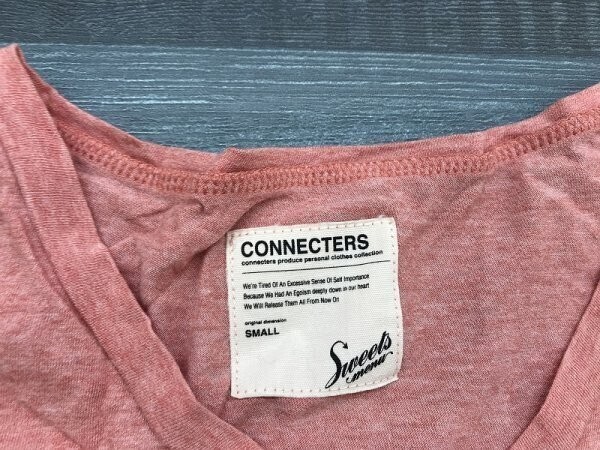 CONNECTERS
connecters produce personal clothes collection
We're Tired Of An Excessive Sense Of Self Importance
Because We Had An Egoism deeply down in our heart
We Will Release Them All From Now On!
original dimension
SMALL
Sweets
menu